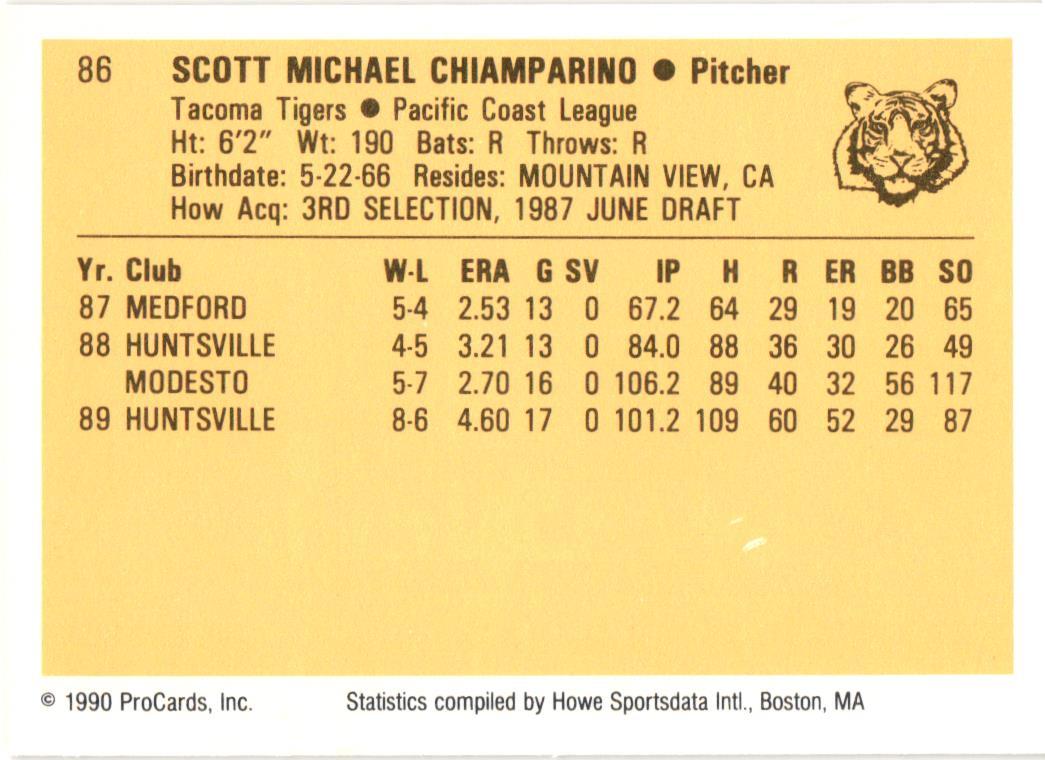 86 SCOTT MICHAEL CHIAMPARINO ● Pitcher
Tacoma Tigers ● Pacific Coast League
Ht: 6'2" Wt: 190 Bats: R Throws: R
Birthdate: 5-22-66 Resides: MOUNTAIN VIEW, CA
How Acq: 3RD SELECTION, 1987 JUNE DRAFT
Yr. Club W-L ERA G SV IP H R ER BB SO
87 MEDFORD 5-4 2.53 13 0 67.2 64 29 19 20 65
88 HUNTSVILLE 4-5 3.21 13 0 84.0 88 36 30 26 49
MODESTO 5-7 2.70 16 0 106.2 89 40 32 56 117
89 HUNTSVILLE 8-6 4.60 17 0 101.2 109 60 52 29 87
© 1990 ProCards, Inc. Statistics compiled by Howe Sportsdata Intl., Boston, MA